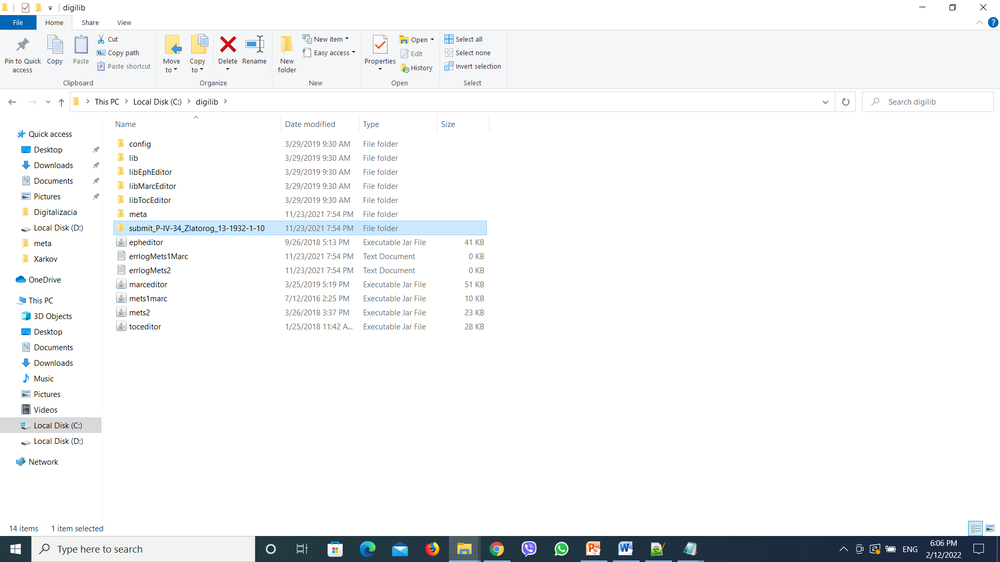 digilib
File Home Share View
Pin to Quick access
Copy
Paste
Cut
Copy path
Paste shortcut
Clipboard
Move to
Copy to
Delete
Rename
Organize
New folder
New item
Easy access
New
Properties
Open
Edit
History
Open
Select all
Select none
Invert selection
Select
This PC Local Disk (C:) digilib
Search digilib
Name Date modified Type Size
config 3/29/2019 9:30 AM File folder
lib 3/29/2019 9:30 AM File folder
libEphEditor 3/29/2019 9:30 AM File folder
libMarcEditor 3/29/2019 9:30 AM File folder
libTocEditor 3/29/2019 9:30 AM File folder
meta 11/23/2021 7:54 PM File folder
submit_P-IV-34_Zlatorog_13-1932-1-10 11/23/2021 7:54 PM File folder
epheditor 9/26/2018 5:13 PM Executable Jar File 41 KB
errlogMets1Marc 11/23/2021 7:54 PM Text Document 0 KB
errlogMets2 11/23/2021 7:54 PM Text Document 0 KB
marceditor 3/25/2019 5:19 PM Executable Jar File 51 KB
mets1marc 7/12/2016 2:25 PM Executable Jar File 10 KB
mets2 3/26/2018 3:37 PM Executable Jar File 23 KB
toceditor 1/25/2018 11:42 A... Executable Jar File 28 KB
Quick access
Desktop
Downloads
Documents
Pictures
Digitalizacia
Local Disk (D:)
meta
Xarkov
OneDrive
This PC
3D Objects
Desktop
Documents
Downloads
Music
Pictures
Videos
Local Disk (C:)
Local Disk (D:)
Network
14 items 1 item selected
Type here to search
ENG
6:06 PM
2/12/2022